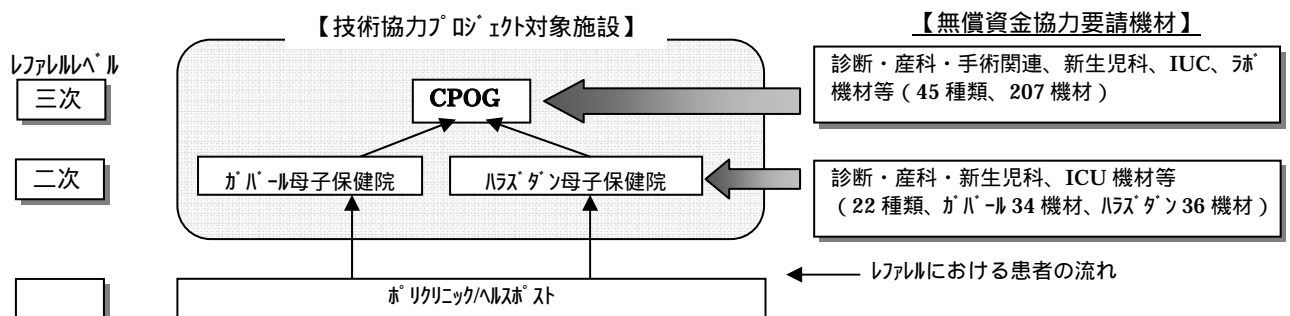 【技術協力ﾌﾟﾛｼﾞｪｸﾄ対象施設】
【無償資金協力要請機材】
ﾚﾌｧﾚﾙﾚﾍﾞﾙ
三次
CPOG
診断・産科・手術関連、新生児科、IUC、ﾗﾎﾞ
機材等（45 種類、207 機材）
二次
ｶﾞﾊﾞｰﾙ母子保健院
ﾊﾗｽﾞﾀﾞﾝ母子保健院
診断・産科・新生児科、ICU 機材等
（22 種類、ｶﾞﾊﾞｰﾙ 34 機材、ﾊﾗｽﾞﾀﾞﾝ 36 機材）
ﾚﾌｧﾚﾙにおける患者の流れ
ﾎﾟﾘｸﾘﾆｯｸ/ﾍﾙｽﾎﾟｽﾄ